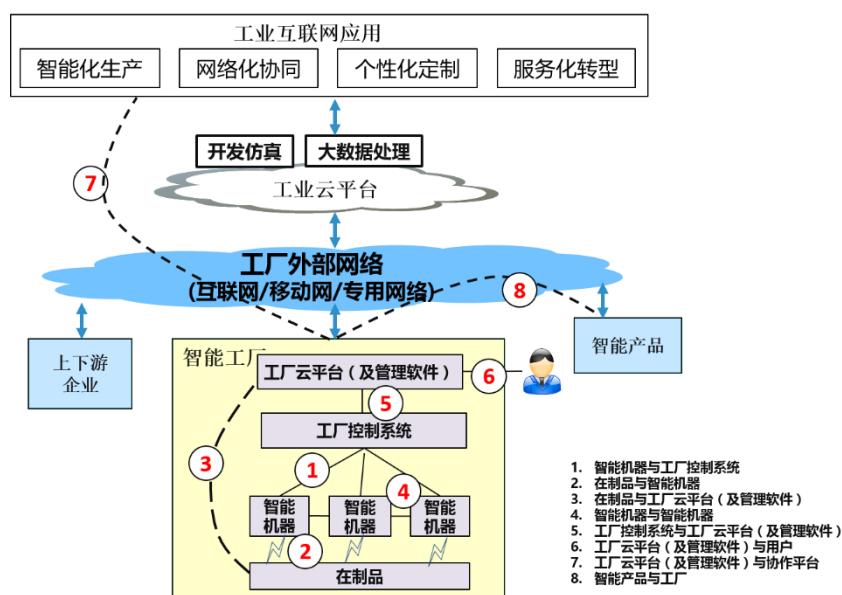 工业互联网应用
智能化生产
网络化协同
个性化定制
服务化转型
开发仿真
大数据处理
7
工业云平台
工厂外部网络
(互联网/移动网/专用网络)
8
上下游
企业
智能产品
智能工厂
工厂云平台（及管理软件）
6
5
工厂控制系统
3
1
4
智能
机器
智能
机器
智能
机器
2
在制品
1. 智能机器与工厂控制系统
2. 在制品与智能机器
3. 在制品与工厂云平台（及管理软件）
4. 智能机器与智能机器
5. 工厂控制系统与工厂云平台（及管理软件）
6. 工厂云平台（及管理软件）与用户
7. 工厂云平台（及管理软件）与协作平台
8. 智能产品与工厂